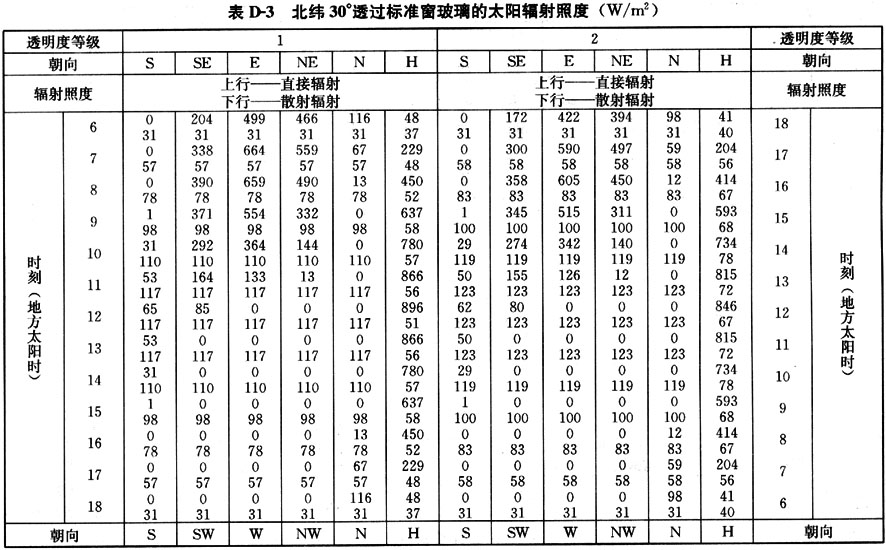 表 D-3 北纬 30°透过标准窗玻璃的太阳辐射照度（W/m²）
透明度等级 1 2 透明度等级
朝向 S SE E NE N H S SE E NE N H 朝向
辐射照度 上行——直接辐射 上行——直接辐射 辐射照度
下行——散射辐射 下行——散射辐射
时刻（地方太阳时） 时刻（地方太阳时）
6 0 204 499 466 116 48 0 172 422 394 98 41 18
31 31 31 31 31 37 31 31 31 31 31 40
7 0 338 664 559 67 229 0 300 590 497 59 204 17
57 57 57 57 57 48 58 58 58 58 58 56
8 0 390 659 490 13 450 0 358 605 450 12 414 16
78 78 78 78 78 52 83 83 83 83 83 67
9 1 371 554 332 0 637 1 345 515 311 0 593 15
98 98 98 98 98 58 100 100 100 100 100 68
10 31 292 364 144 0 780 29 274 342 140 0 734 14
110 110 110 110 110 57 119 119 119 119 119 78
11 53 164 133 13 0 866 50 155 126 12 0 815 13
117 117 117 117 117 56 123 123 123 123 123 72
12 65 85 0 0 0 896 62 80 0 0 0 846 12
117 117 117 117 117 51 123 123 123 123 123 67
13 53 0 0 0 0 866 50 0 0 0 0 815 11
117 117 117 117 117 56 123 123 123 123 123 72
14 31 0 0 0 0 780 29 0 0 0 0 734 10
110 110 110 110 110 57 119 119 119 119 119 78
15 1 0 0 0 0 637 1 0 0 0 0 593 9
98 98 98 98 98 58 100 100 100 100 100 68
16 0 0 0 0 13 450 0 0 0 0 12 414 8
78 78 78 78 78 52 83 83 83 83 83 67
17 0 0 0 0 67 229 0 0 0 0 59 204 7
57 57 57 57 57 48 58 58 58 58 58 56
18 0 0 0 0 116 48 0 0 0 0 98 41 6
31 31 31 31 31 37 31 31 31 31 31 40
朝向 S SW W NW N H S SW W NW N H 朝向